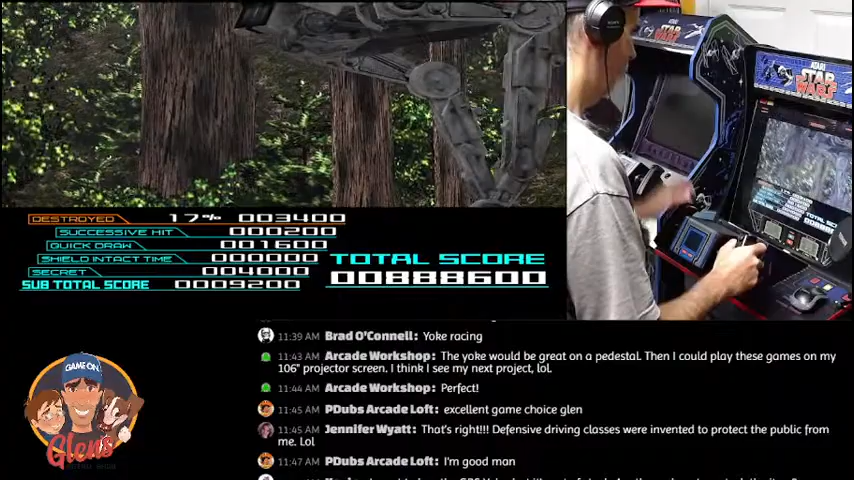 ATARI
STAR
WARS
DESTROYED 17% 003400
SUCCESSIVE HIT 000200
QUICK DRAW 001600
SHIELD INTACT TIME 000000
SECRET 004000
SUB TOTAL SCORE 0009200
TOTAL SCORE
00888600
11:39 AM Brad O'Connell: Yoke racing
11:43 AM Arcade Workshop: The yoke would be great on a pedestal. Then I could play these games on my
106" projector screen. I think I see my next project, lol.
11:44 AM Arcade Workshop: Perfect!
11:45 AM PDubs Arcade Loft: excellent game choice glen
11:45 AM Jennifer Wyatt: That's right!!! Defensive driving classes were invented to protect the public from
me. Lol
11:47 AM PDubs Arcade Loft: I'm good man
GAME ON!
Glens
RETRO SHOW